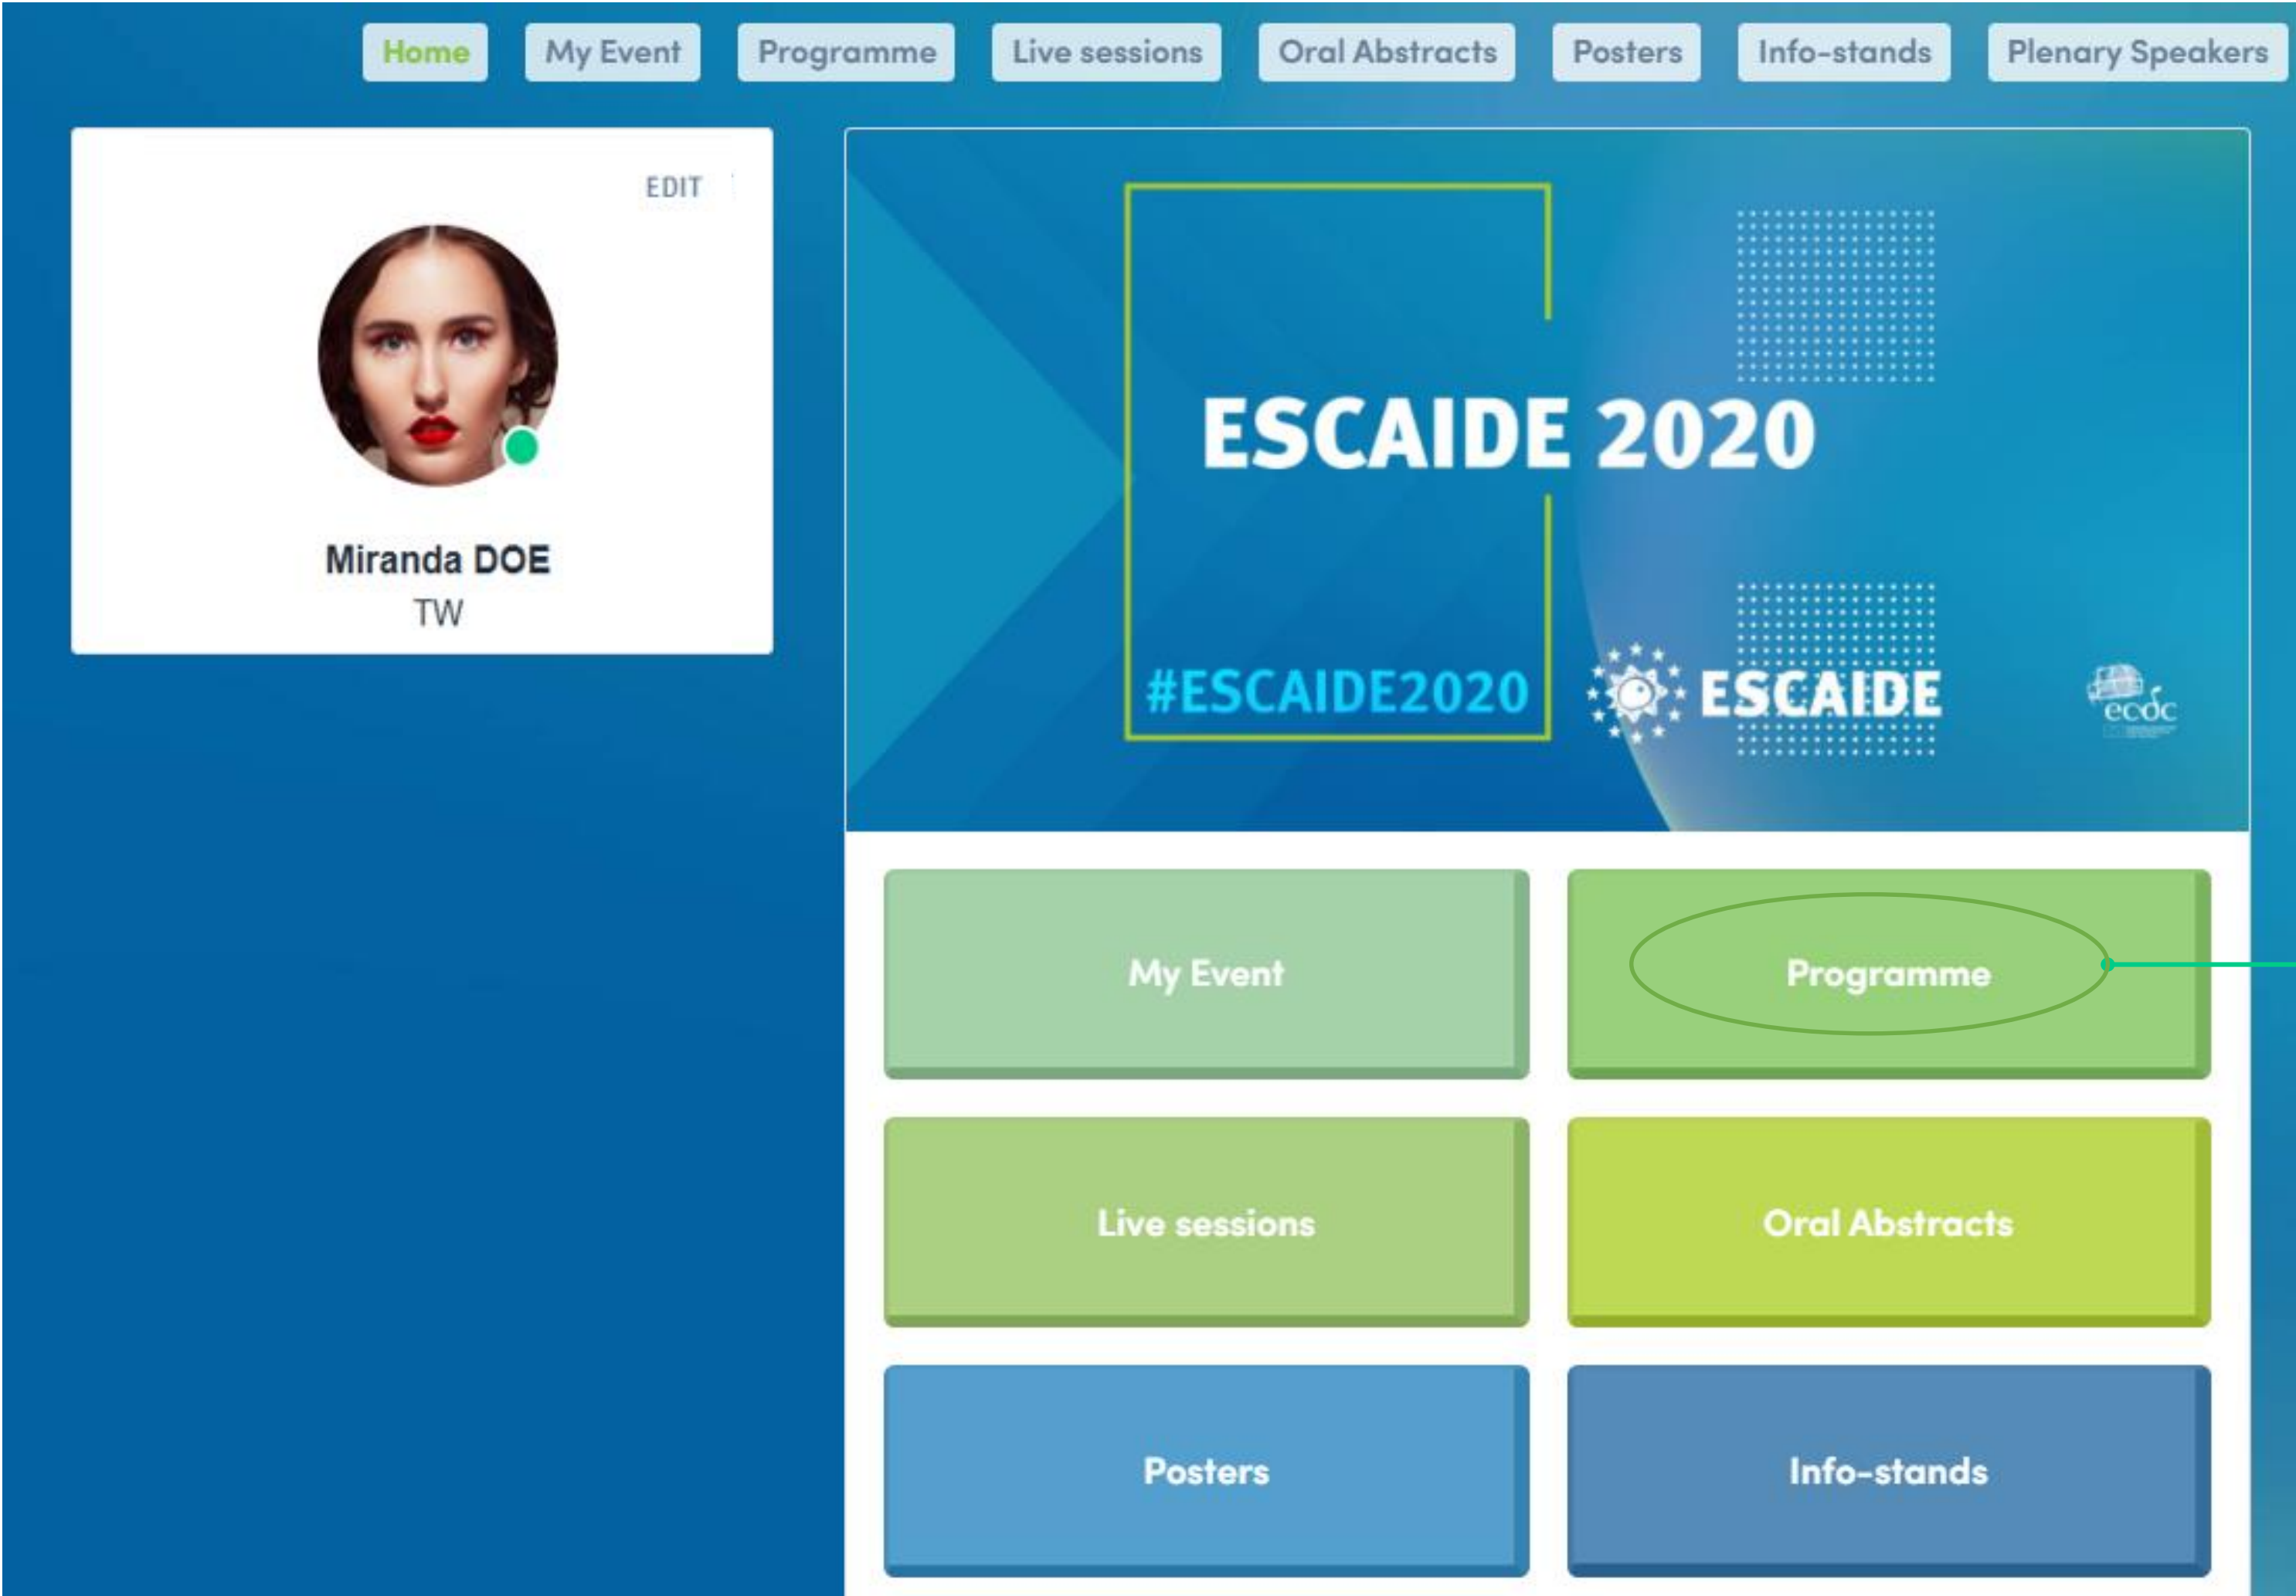 Home My Event Programme Live sessions Oral Abstracts Posters Info-stands Plenary Speakers
EDIT
Miranda DOE
TW
ESCAIDE 2020
#ESCAIDE2020
ESCAIDE
ecdc
My Event
Programme
Live sessions
Oral Abstracts
Posters
Info-stands